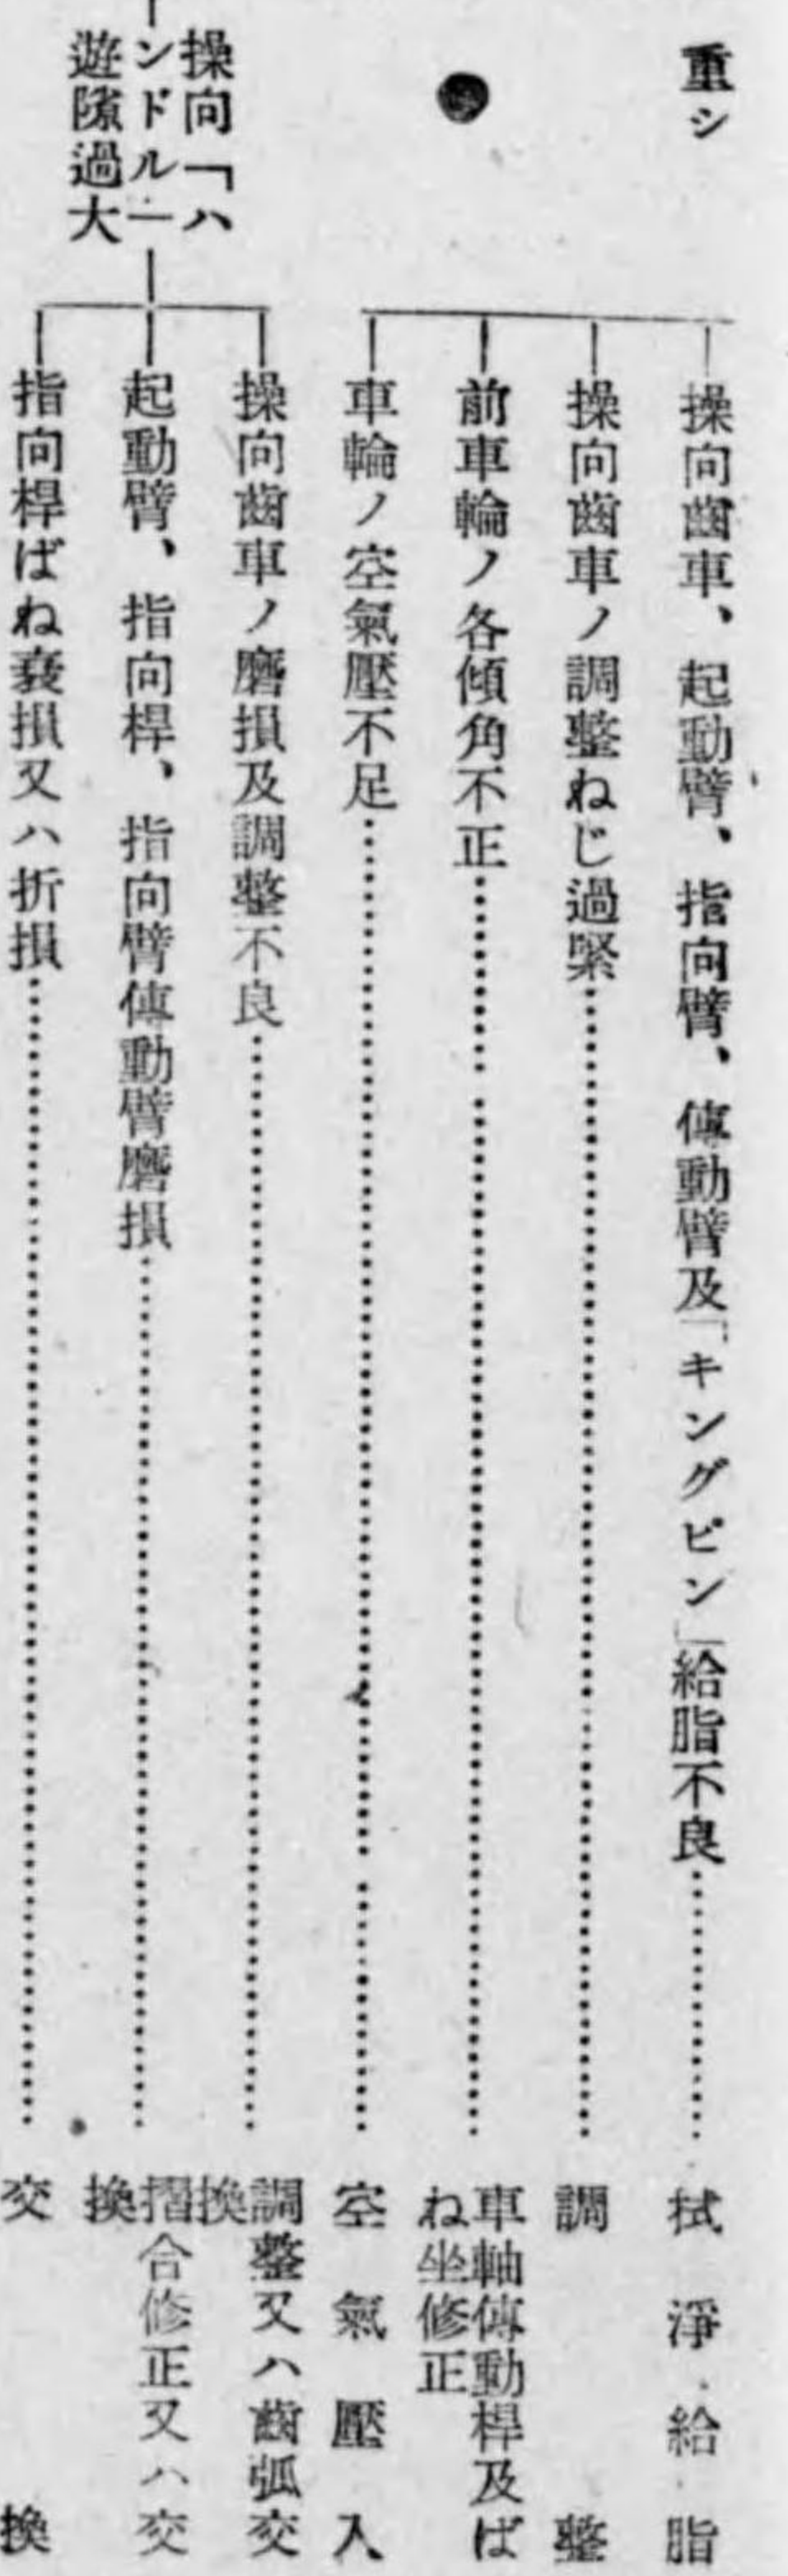 重シ
操向齒車、起動臂、指向臂、傳動臂及「キングピン」給脂不良…… 拭淨給脂
操向齒車ノ調整ねじ過緊…… 調整
前車輪ノ各傾角不正…… 車軸傳動桿及ば
ね坐修正
車輪ノ空氣壓不足…… 空氣壓入
操向「ハ
ンドル」
遊隙過大
操向齒車ノ磨損及調整不良…… 調整又ハ齒弧交
換
起動臂、指向桿、指向臂傳動臂磨損…… 摺合修正又ハ交
換
指向桿ばね衰損又ハ折損…… 交換